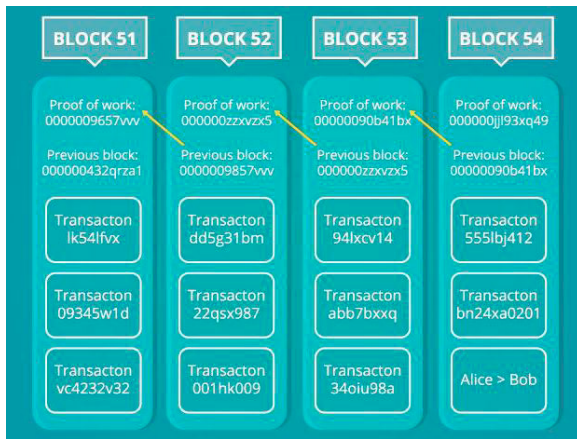 BLOCK 51
Proof of work:
0000009657vvv
Previous block:
000000432qrza1
Transacton
lk54lfvx
Transacton
09345w1d
Transacton
vc4232v32
BLOCK 52
Proof of work:
000000zzxvzx5
Previous block:
0000009857vvv
Transacton
dd5g31bm
Transacton
22qsx987
Transacton
001hk009
BLOCK 53
Proof of work:
00000090b41bx
Previous block:
000000zzxvzx5
Transacton
94lxcv14
Transacton
abb7bxxq
Transacton
34oiu98a
BLOCK 54
Proof of work:
000000jjl93xq49
Previous block:
00000090b41bx
Transacton
555lbj412
Transacton
bn24xa0201
Alice > Bob